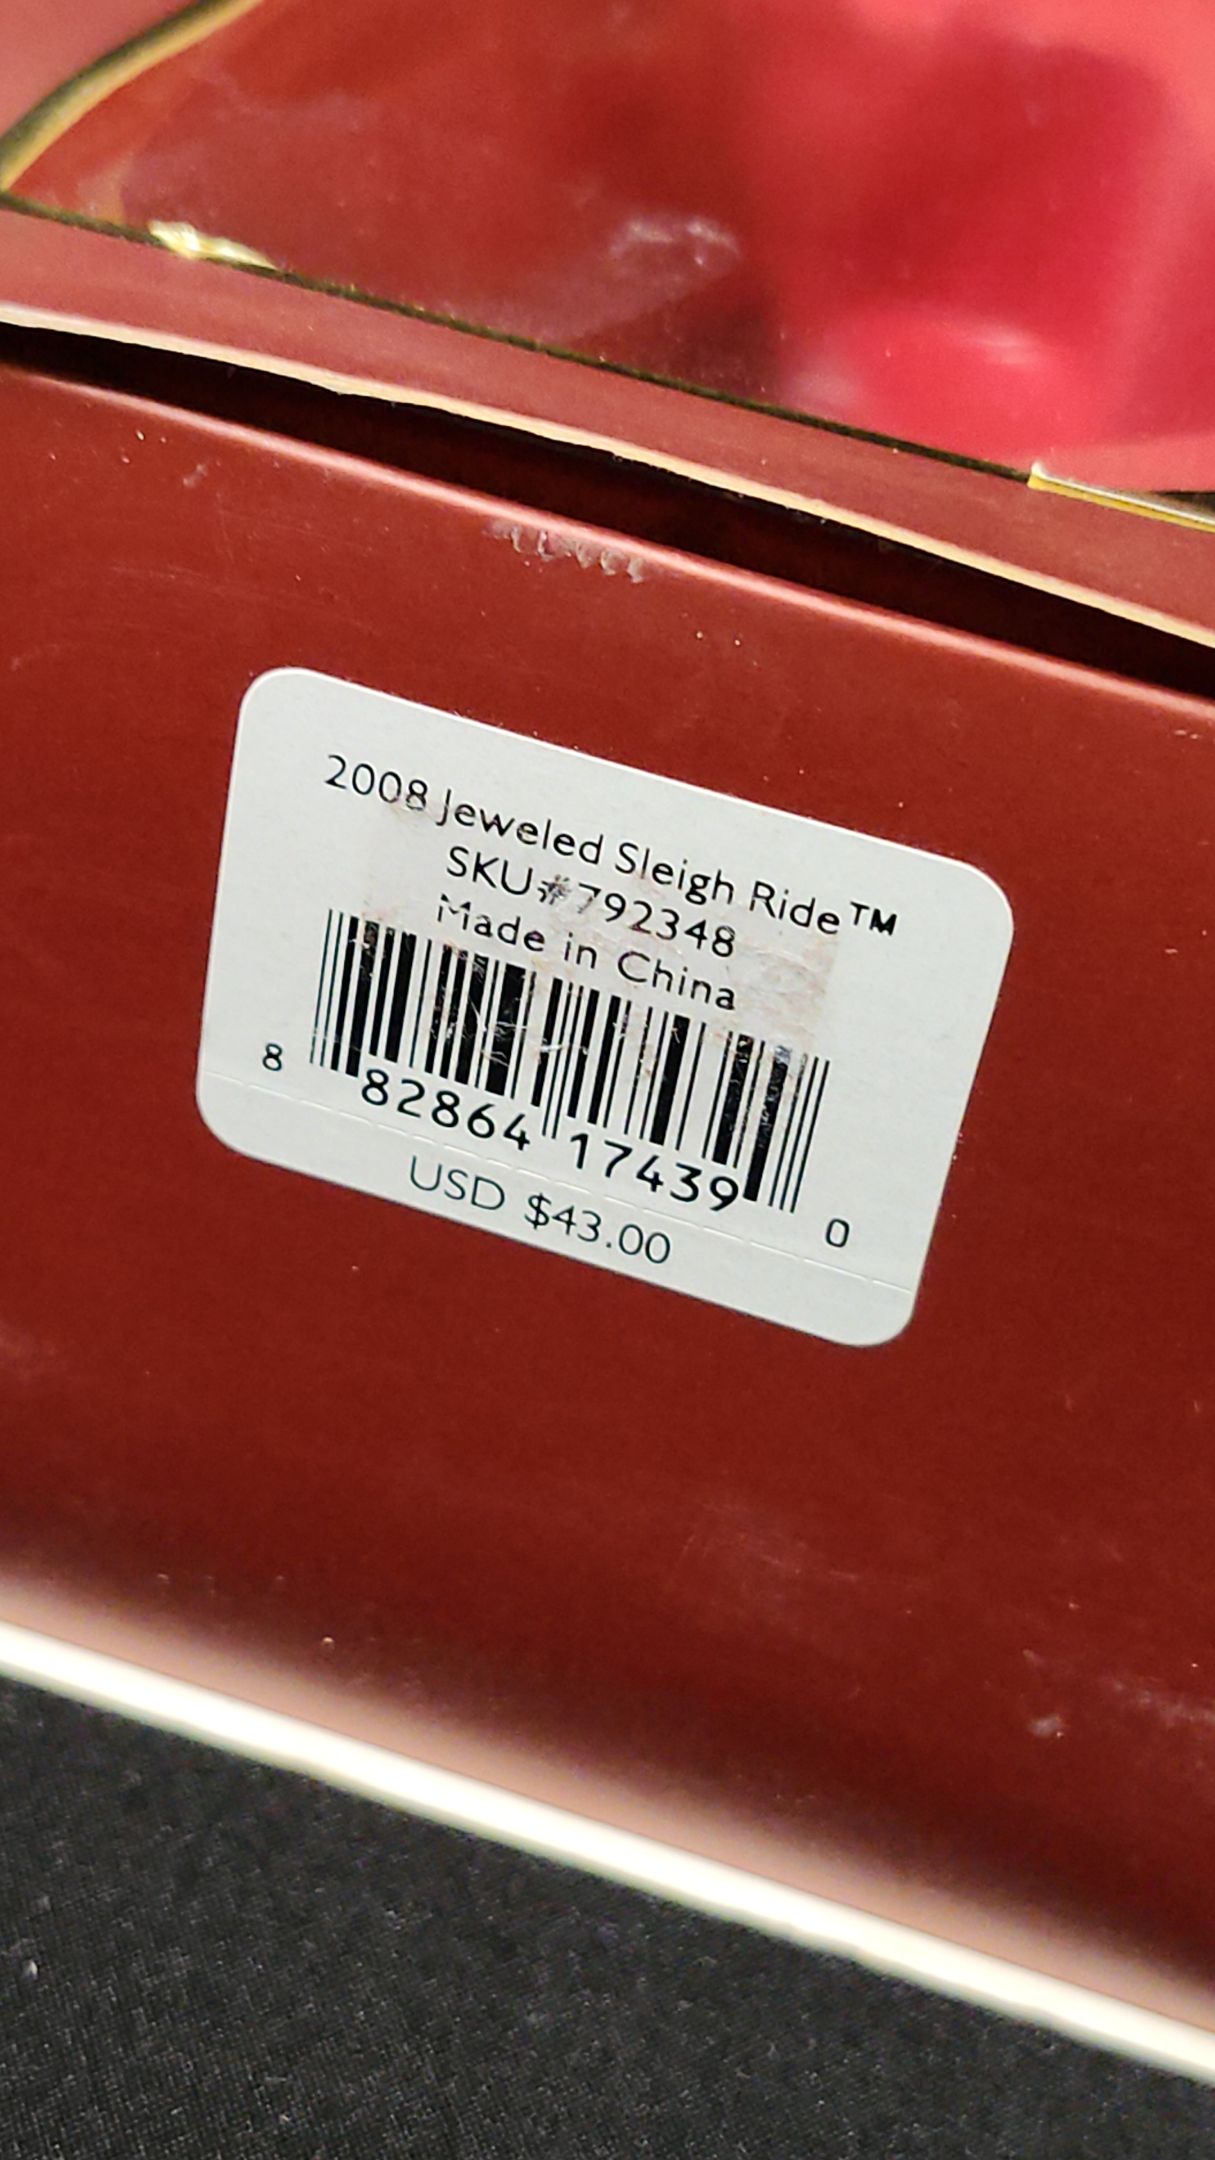 2008 Jeweled Sleigh Ride™
SKU#792348
Made in China
8 82864 17439 0
USD $43.00